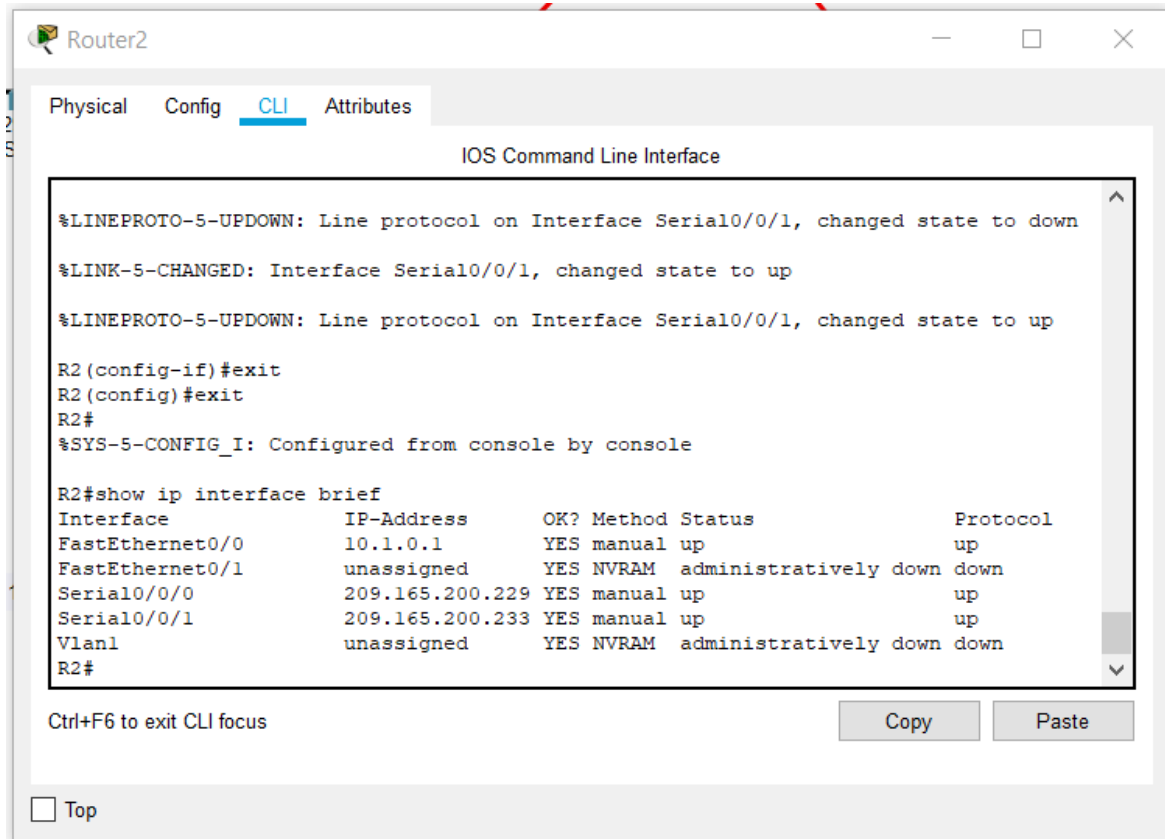 Router2
Physical Config CLI Attributes
IOS Command Line Interface
%LINEPROTO-5-UPDOWN: Line protocol on Interface Serial0/0/1, changed state to down
%LINK-5-CHANGED: Interface Serial0/0/1, changed state to up
%LINEPROTO-5-UPDOWN: Line protocol on Interface Serial0/0/1, changed state to up
R2(config-if)#exit
R2(config)#exit
R2#
%SYS-5-CONFIG_I: Configured from console by console
R2#show ip interface brief
Interface IP-Address OK? Method Status Protocol
FastEthernet0/0 10.1.0.1 YES manual up up
FastEthernet0/1 unassigned YES NVRAM administratively down down
Serial0/0/0 209.165.200.229 YES manual up up
Serial0/0/1 209.165.200.233 YES manual up up
Vlan1 unassigned YES NVRAM administratively down down
R2#
Ctrl+F6 to exit CLI focus
Copy Paste
Top